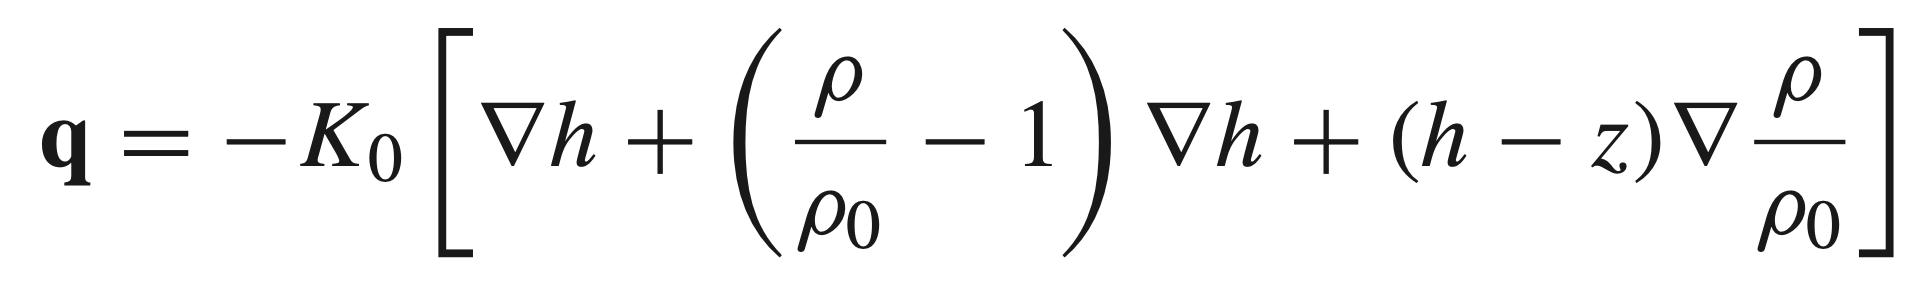 𝐪 = −K₀ [ ∇h + ( ρ/ρ₀ − 1 ) ∇h + (h − z)∇ ρ/ρ₀ ]